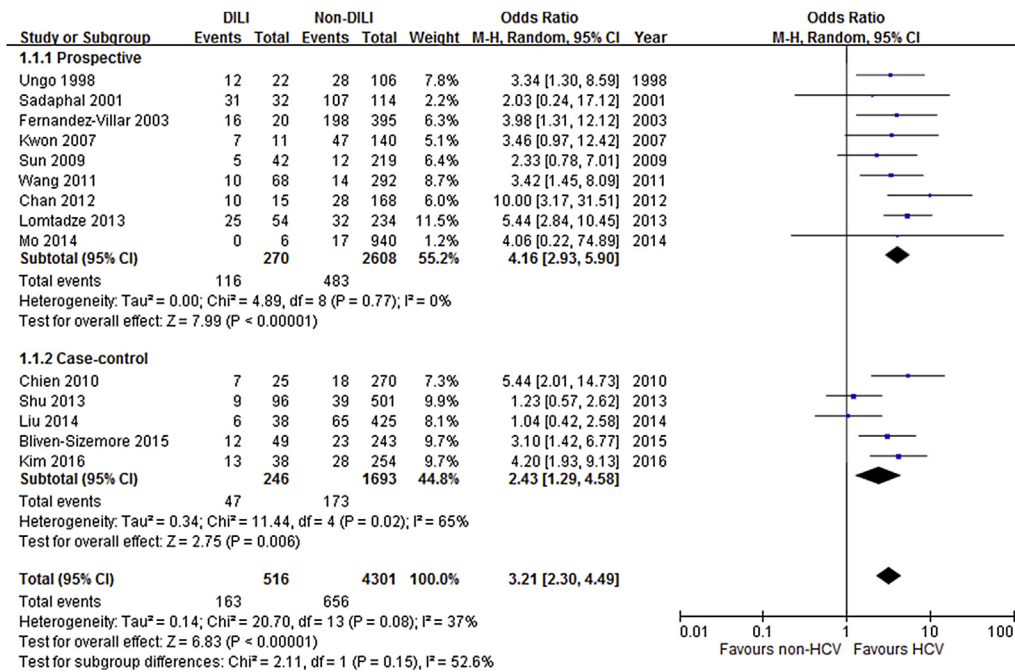 DILI Non-DILI Odds Ratio Odds Ratio
Study or Subgroup Events Total Events Total Weight M-H, Random, 95% CI Year M-H, Random, 95% CI
1.1.1 Prospective
Ungo 1998 12 22 28 106 7.8% 3.34 [1.30, 8.59] 1998
Sadaphal 2001 31 32 107 114 2.2% 2.03 [0.24, 17.12] 2001
Fernandez-Villar 2003 16 20 198 395 6.3% 3.98 [1.31, 12.12] 2003
Kwon 2007 7 11 47 140 5.1% 3.46 [0.97, 12.42] 2007
Sun 2009 5 42 12 219 6.4% 2.33 [0.78, 7.01] 2009
Wang 2011 10 68 14 292 8.7% 3.42 [1.45, 8.09] 2011
Chan 2012 10 15 28 168 6.0% 10.00 [3.17, 31.51] 2012
Lomtadze 2013 25 54 32 234 11.5% 5.44 [2.84, 10.45] 2013
Mo 2014 0 6 17 940 1.2% 4.06 [0.22, 74.89] 2014
Subtotal (95% CI) 270 2608 55.2% 4.16 [2.93, 5.90]
Total events 116 483
Heterogeneity: Tau² = 0.00; Chi² = 4.89, df = 8 (P = 0.77); I² = 0%
Test for overall effect: Z = 7.99 (P < 0.00001)
1.1.2 Case-control
Chien 2010 7 25 18 270 7.3% 5.44 [2.01, 14.73] 2010
Shu 2013 9 96 39 501 9.9% 1.23 [0.57, 2.62] 2013
Liu 2014 6 38 65 425 8.1% 1.04 [0.42, 2.58] 2014
Bliven-Sizemore 2015 12 49 23 243 9.7% 3.10 [1.42, 6.77] 2015
Kim 2016 13 38 28 254 9.7% 4.20 [1.93, 9.13] 2016
Subtotal (95% CI) 246 1693 44.8% 2.43 [1.29, 4.58]
Total events 47 173
Heterogeneity: Tau² = 0.34; Chi² = 11.44, df = 4 (P = 0.02); I² = 65%
Test for overall effect: Z = 2.75 (P = 0.006)
Total (95% CI) 516 4301 100.0% 3.21 [2.30, 4.49]
Total events 163 656
Heterogeneity: Tau² = 0.14; Chi² = 20.70, df = 13 (P = 0.08); I² = 37%
Test for overall effect: Z = 6.83 (P < 0.00001)
Test for subgroup differences: Chi² = 2.11, df = 1 (P = 0.15), I² = 52.6%
0.01 0.1 1 10 100
Favours non-HCV Favours HCV